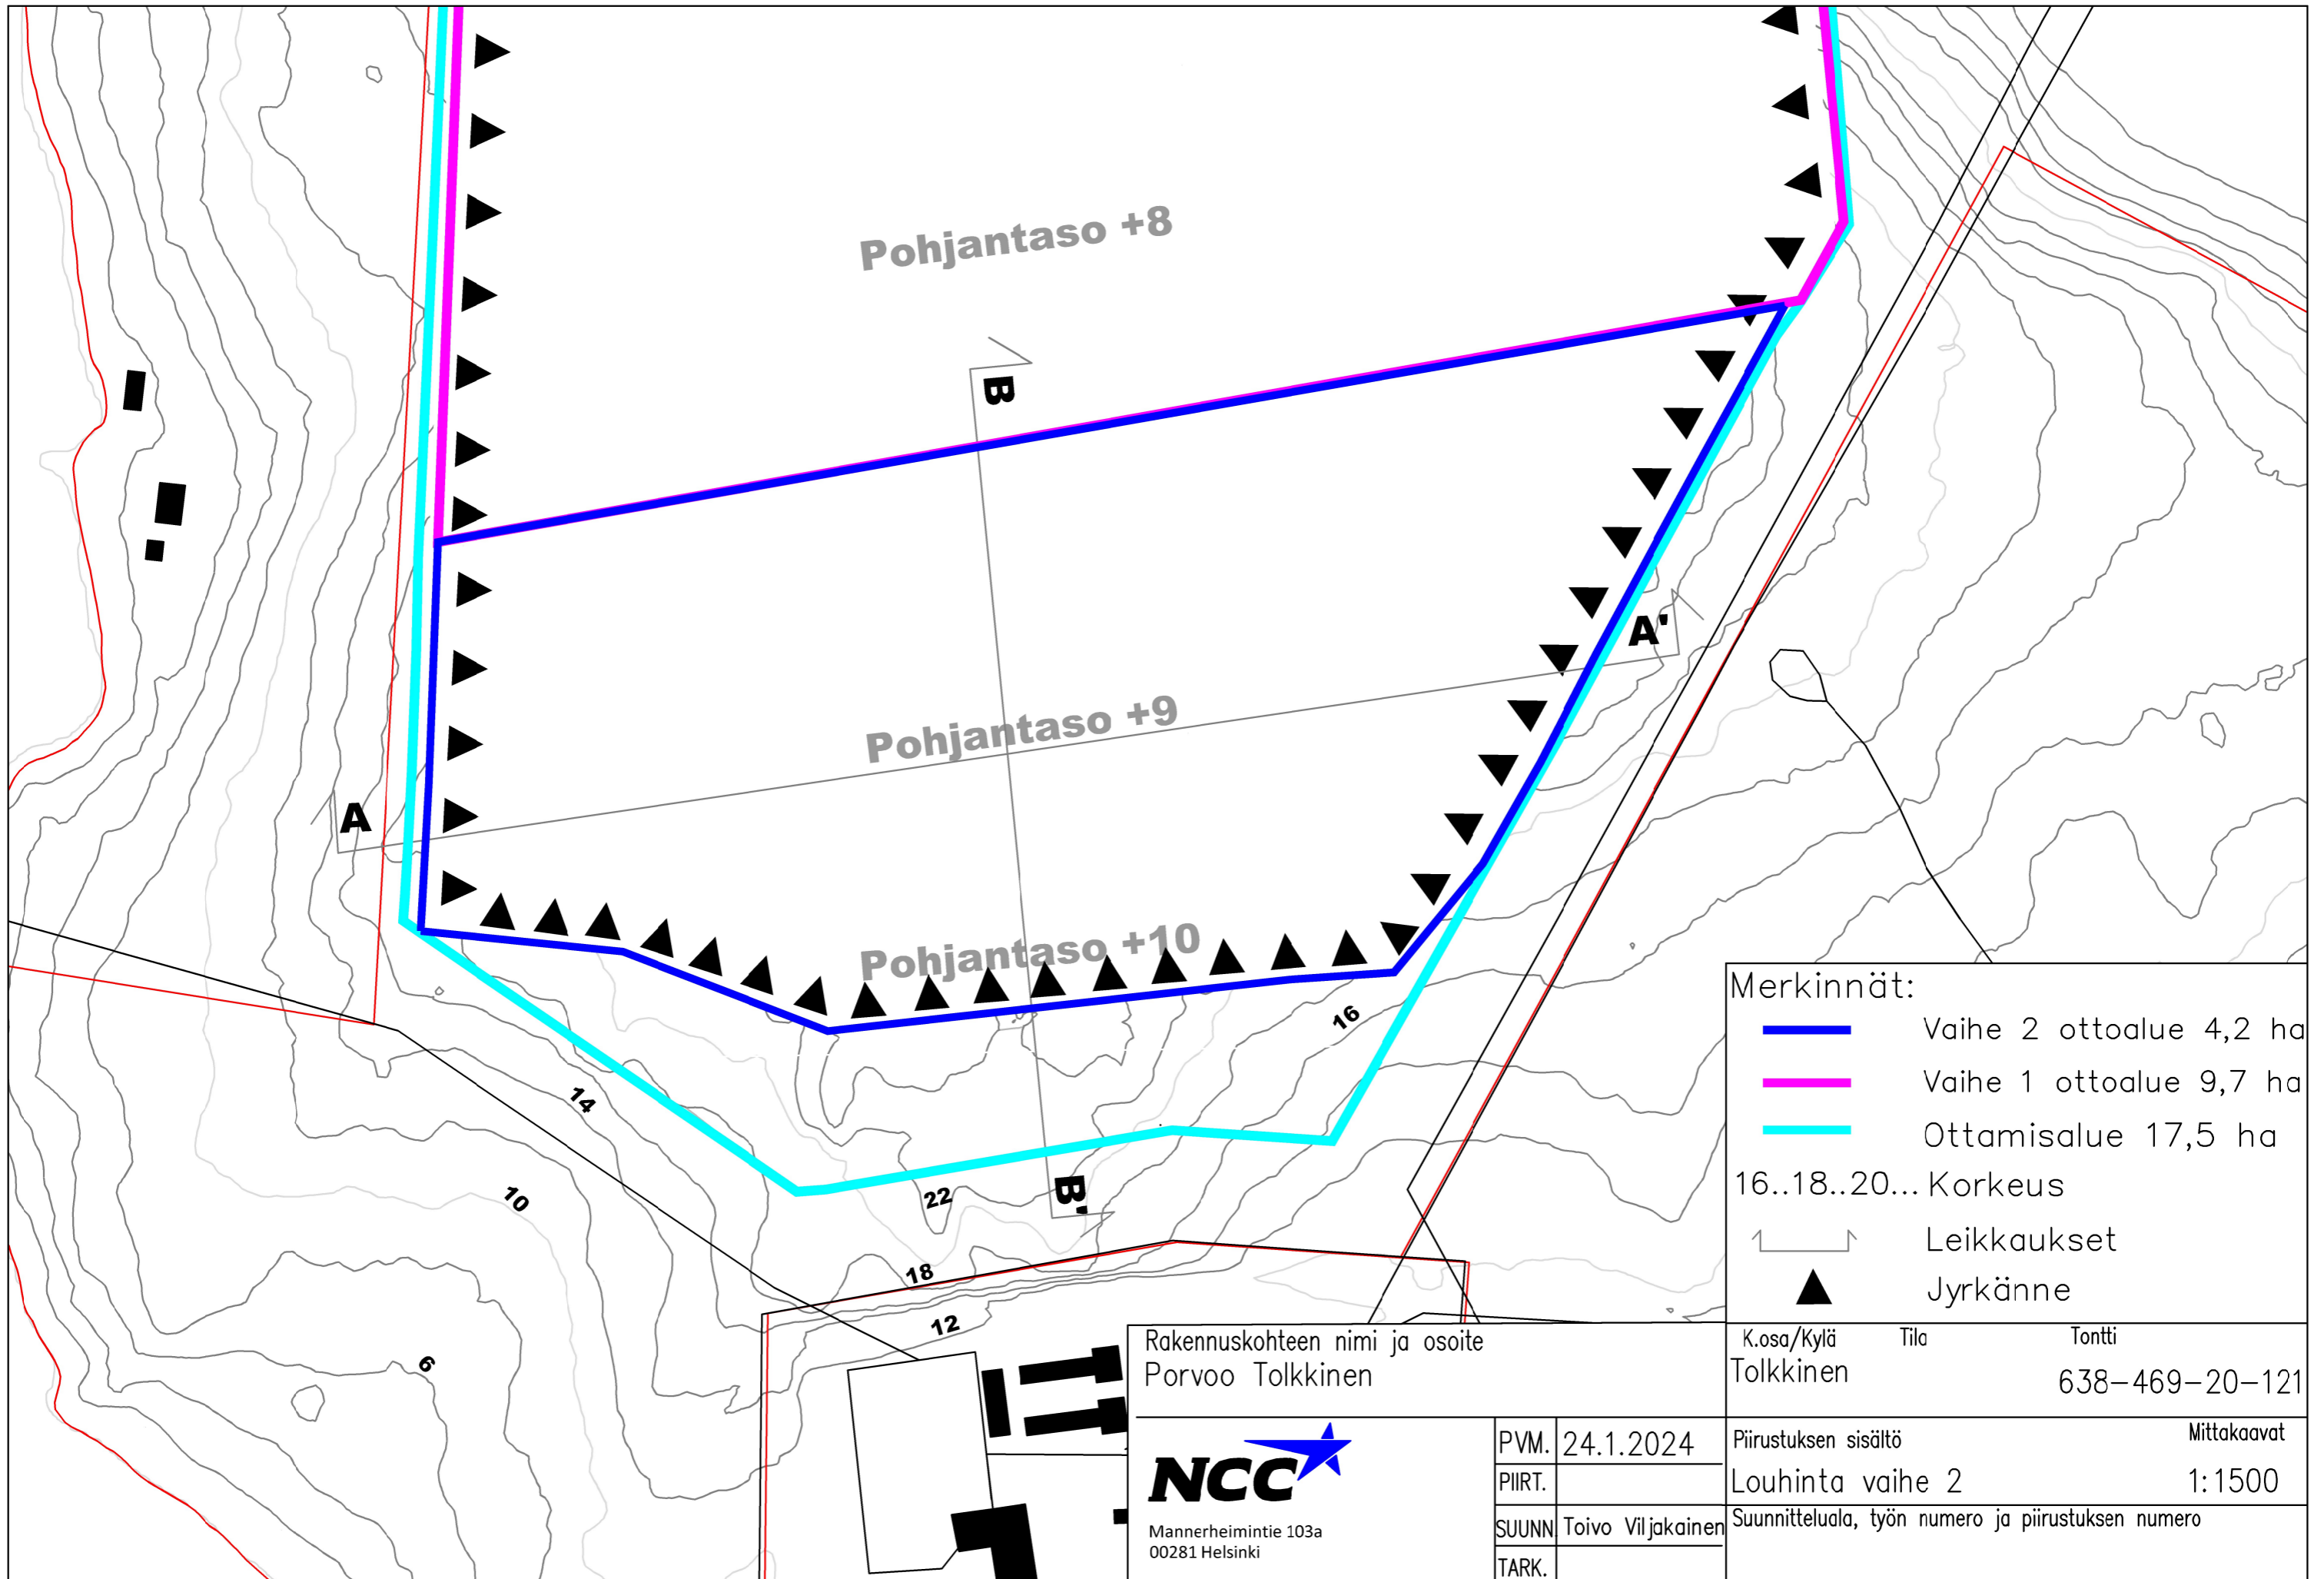 Pohjantaso +8
B
A'
Pohjantaso +9
A
Pohjantaso +10
16
14
10
22
B'
18
12
6
Merkinnät:
Vaihe 2 ottoalue 4,2 ha
Vaihe 1 ottoalue 9,7 ha
Ottamisalue 17,5 ha
16..18..20... Korkeus
Leikkaukset
Jyrkänne
Rakennuskohteen nimi ja osoite
Porvoo Tolkkinen
K.osa/Kylä Tila Tontti
Tolkkinen 638-469-20-121
NCC
Mannerheimintie 103a
00281 Helsinki
PVM. 24.1.2024
PIIRT.
SUUNN Toivo Viljakainen
TARK.
Piirustuksen sisältö Mittakaavat
Louhinta vaihe 2 1:1500
Suunnitteluala, työn numero ja piirustuksen numero